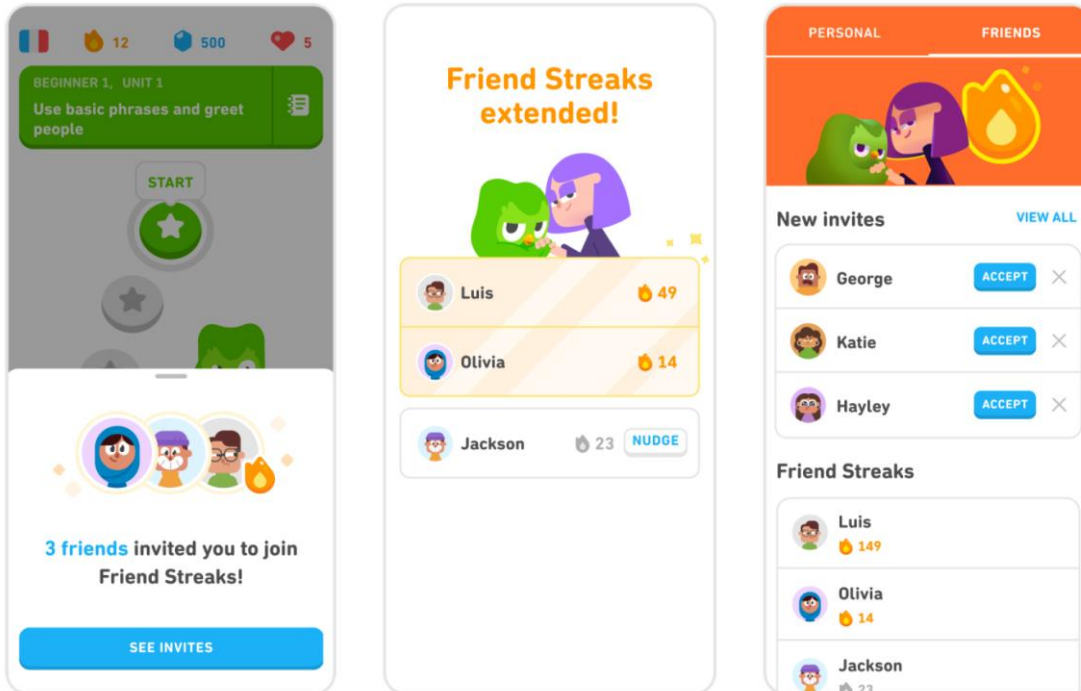 12 500 5
BEGINNER 1, UNIT 1
Use basic phrases and greet
people
START
3 friends invited you to join
Friend Streaks!
SEE INVITES
Friend Streaks
extended!
Luis 49
Olivia 14
Jackson 23 NUDGE
PERSONAL FRIENDS
New invites VIEW ALL
George ACCEPT
Katie ACCEPT
Hayley ACCEPT
Friend Streaks
Luis
149
Olivia
14
Jackson
23